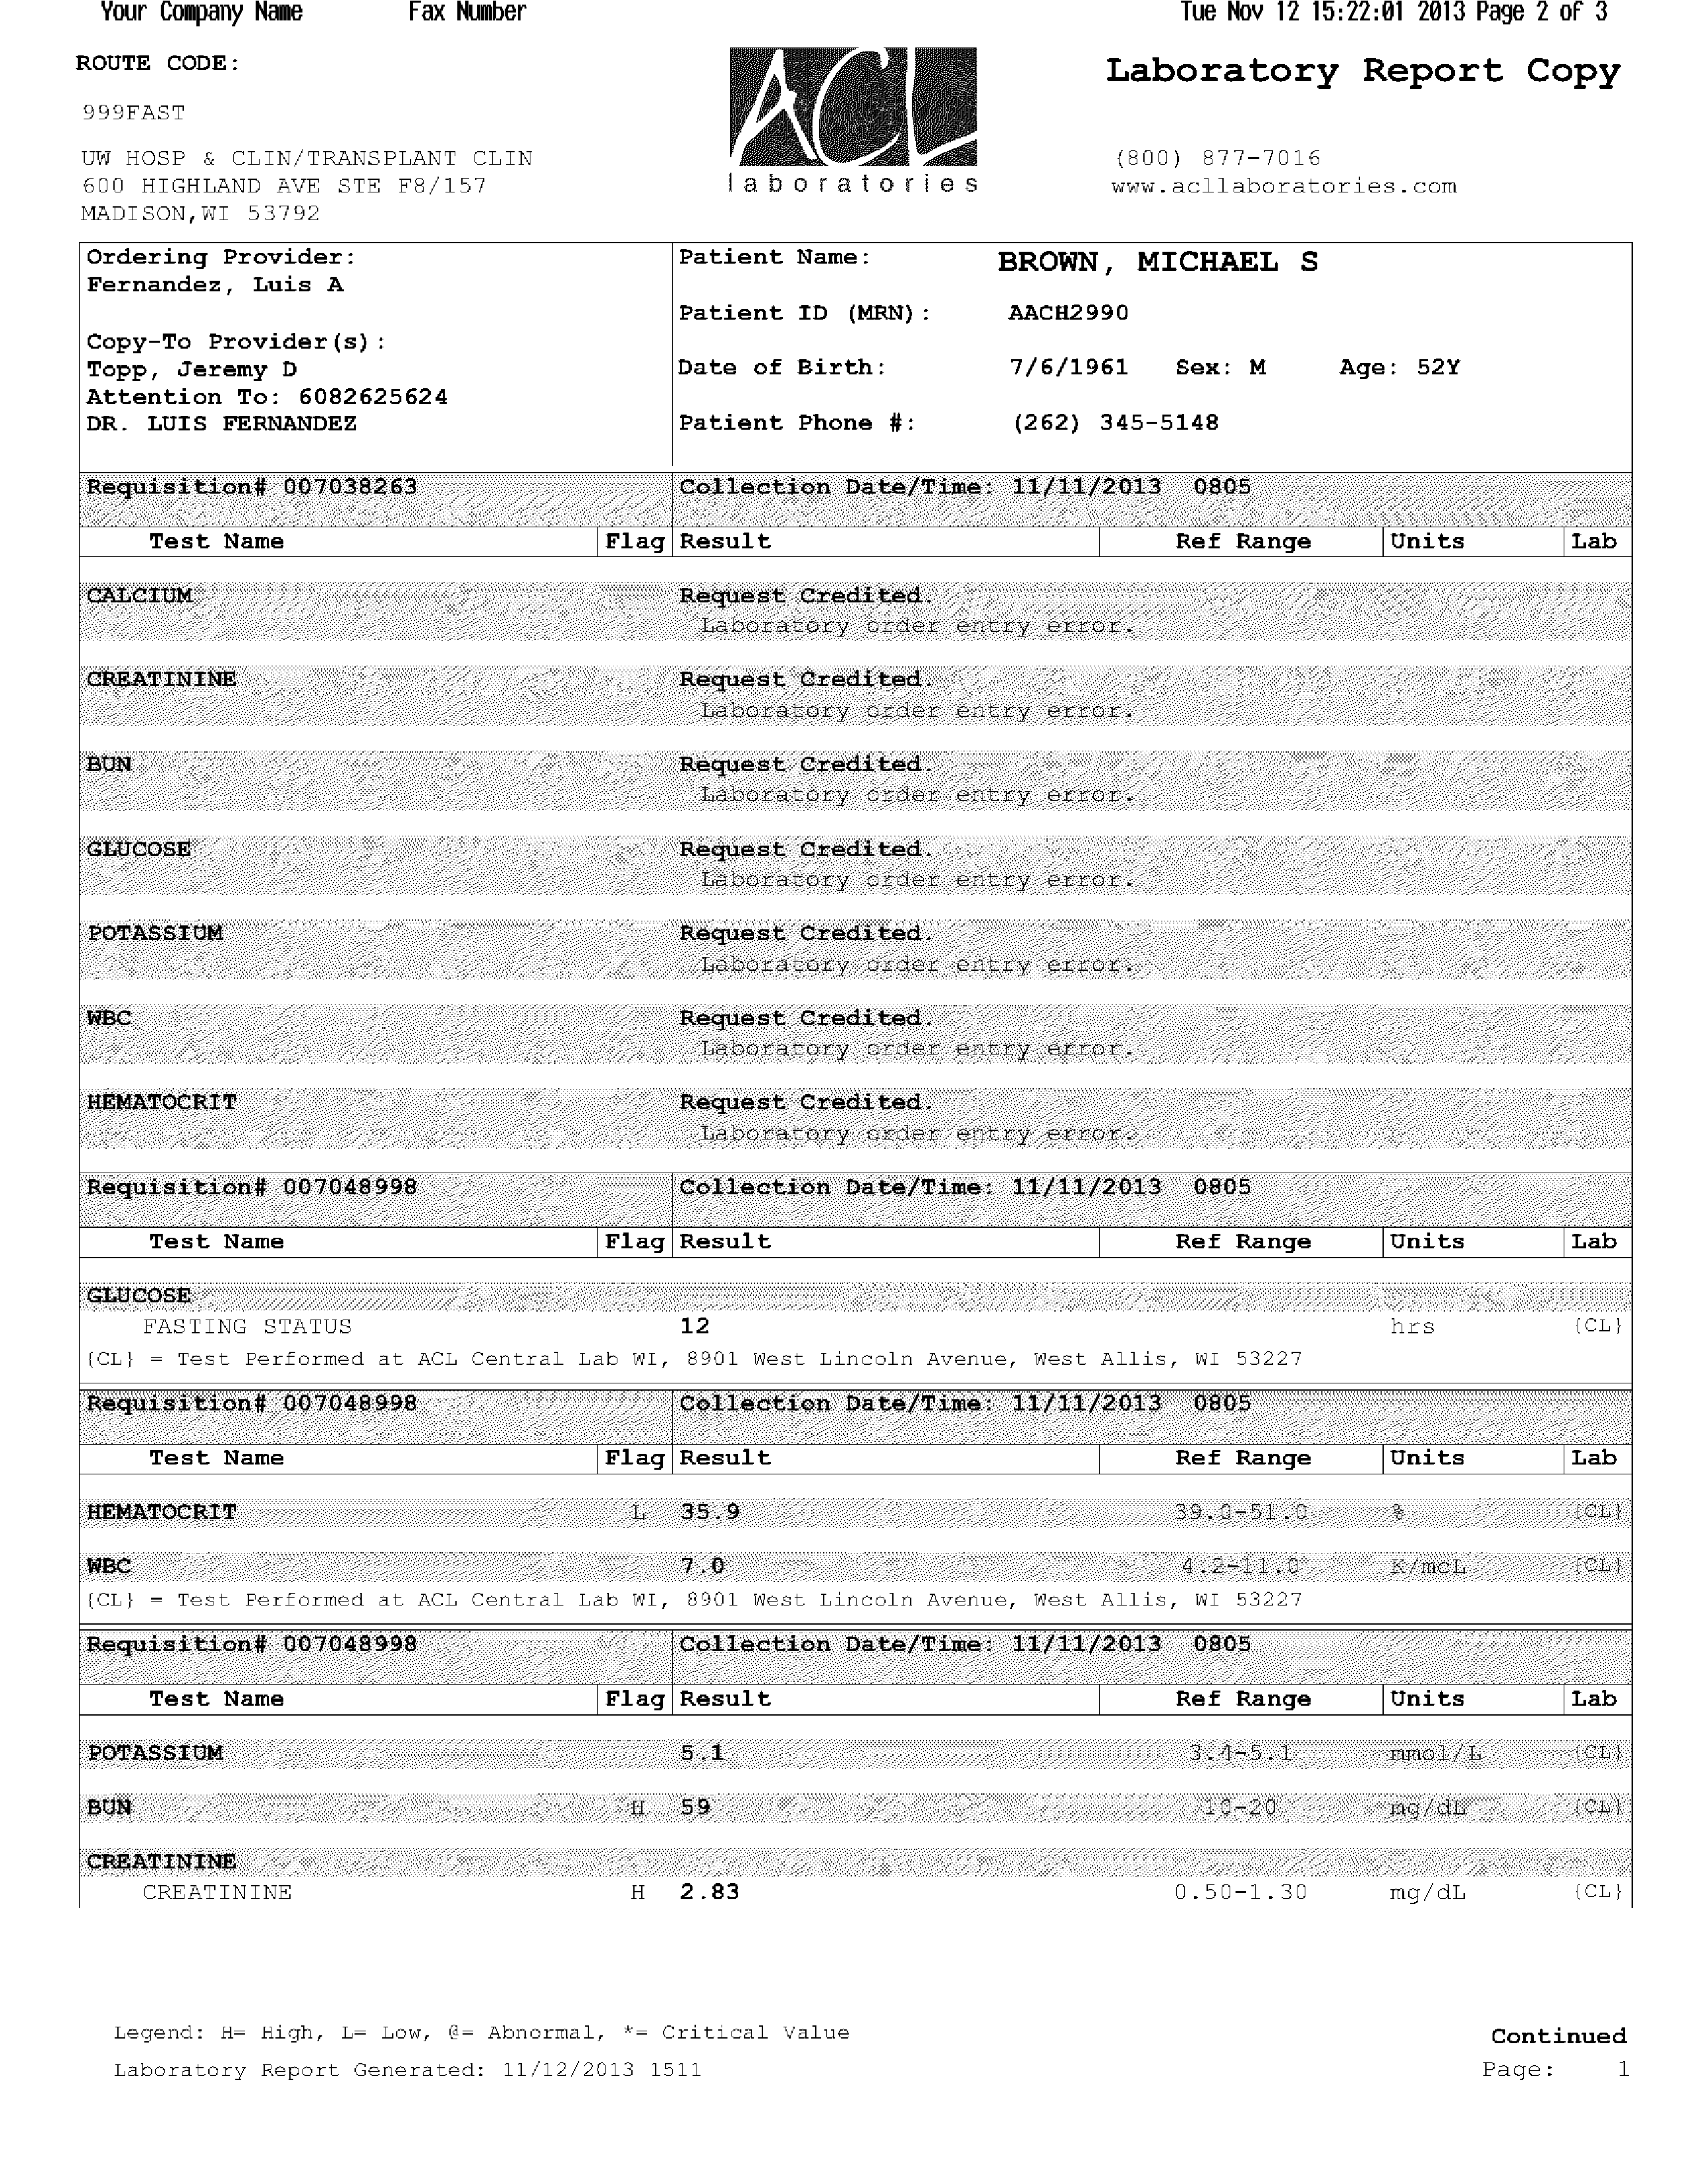 Your Company Name Fax Number Tue Nov 12 15:22:01 2013 Page 2 of 3
ROUTE CODE:
999FAST
UW HOSP & CLIN/TRANSPLANT CLIN
600 HIGHLAND AVE STE F8/157
MADISON,WI 53792
ACL
laboratories
Laboratory Report Copy
(800) 877-7016
www.acllaboratories.com
Ordering Provider:
Fernandez, Luis A
Copy-To Provider(s):
Topp, Jeremy D
Attention To: 6082625624
DR. LUIS FERNANDEZ
Patient Name: BROWN, MICHAEL S
Patient ID (MRN): AACH2990
Date of Birth: 7/6/1961 Sex: M Age: 52Y
Patient Phone #: (262) 345-5148
Requisition# 007038263 Collection Date/Time: 11/11/2013 0805
Test Name Flag Result Ref Range Units Lab
CALCIUM Request Credited.
Laboratory order entry error.
CREATININE Request Credited.
Laboratory order entry error.
BUN Request Credited.
Laboratory order entry error.
GLUCOSE Request Credited.
Laboratory order entry error.
POTASSIUM Request Credited.
Laboratory order entry error.
WBC Request Credited.
Laboratory order entry error.
HEMATOCRIT Request Credited.
Laboratory order entry error.
Requisition# 007048998 Collection Date/Time: 11/11/2013 0805
Test Name Flag Result Ref Range Units Lab
GLUCOSE
FASTING STATUS 12 hrs {CL}
{CL} = Test Performed at ACL Central Lab WI, 8901 West Lincoln Avenue, West Allis, WI 53227
Requisition# 007048998 Collection Date/Time: 11/11/2013 0805
Test Name Flag Result Ref Range Units Lab
HEMATOCRIT L 35.9 39.0-51.0 % {CL}
WBC 7.0 4.2-11.0 K/mcL {CL}
{CL} = Test Performed at ACL Central Lab WI, 8901 West Lincoln Avenue, West Allis, WI 53227
Requisition# 007048998 Collection Date/Time: 11/11/2013 0805
Test Name Flag Result Ref Range Units Lab
POTASSIUM 5.1 3.4-5.1 mmol/L {CL}
BUN H 59 10-20 mg/dL {CL}
CREATININE
CREATININE H 2.83 0.50-1.30 mg/dL {CL}
Legend: H= High, L= Low, @= Abnormal, *= Critical Value
Continued
Laboratory Report Generated: 11/12/2013 1511
Page: 1